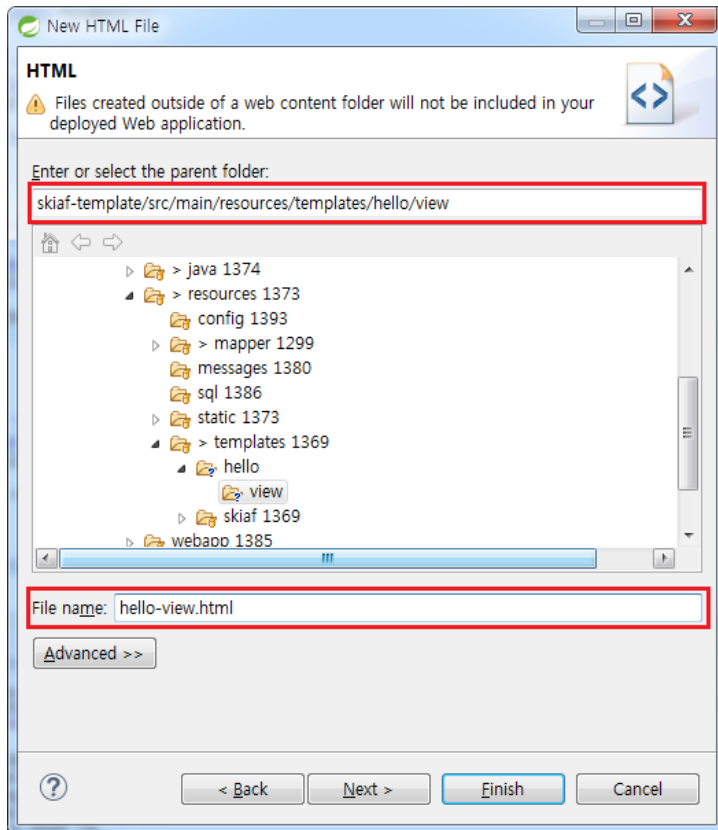 New HTML File
HTML
Files created outside of a web content folder will not be included in your
deployed Web application.
Enter or select the parent folder:
skiaf-template/src/main/resources/templates/hello/view
> java 1374
> resources 1373
config 1393
> mapper 1299
messages 1380
sql 1386
static 1373
> templates 1369
hello
view
skiaf 1369
webapp 1385
File name: hello-view.html
Advanced >>
< Back Next > Finish Cancel